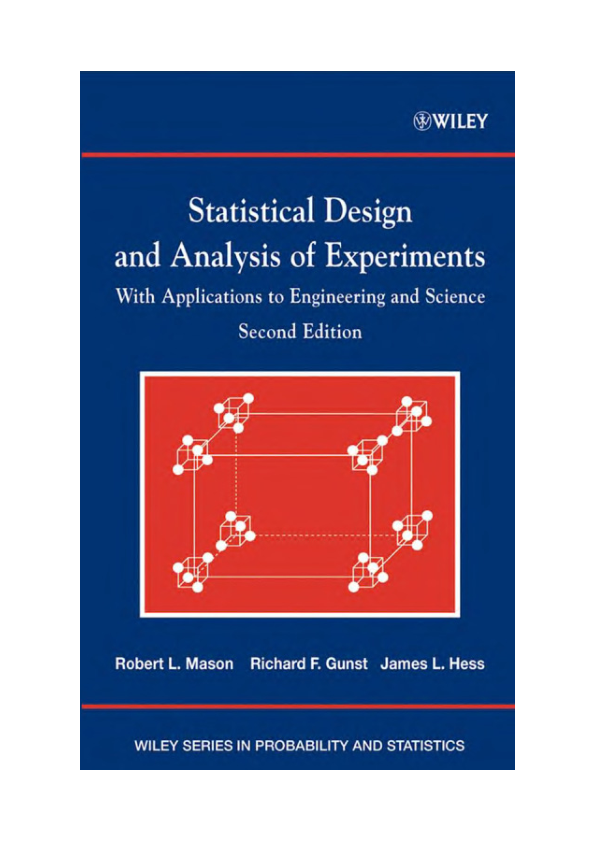 WILEY
Statistical Design
and Analysis of Experiments
With Applications to Engineering and Science
Second Edition
Robert L. Mason Richard F. Gunst James L. Hess
WILEY SERIES IN PROBABILITY AND STATISTICS